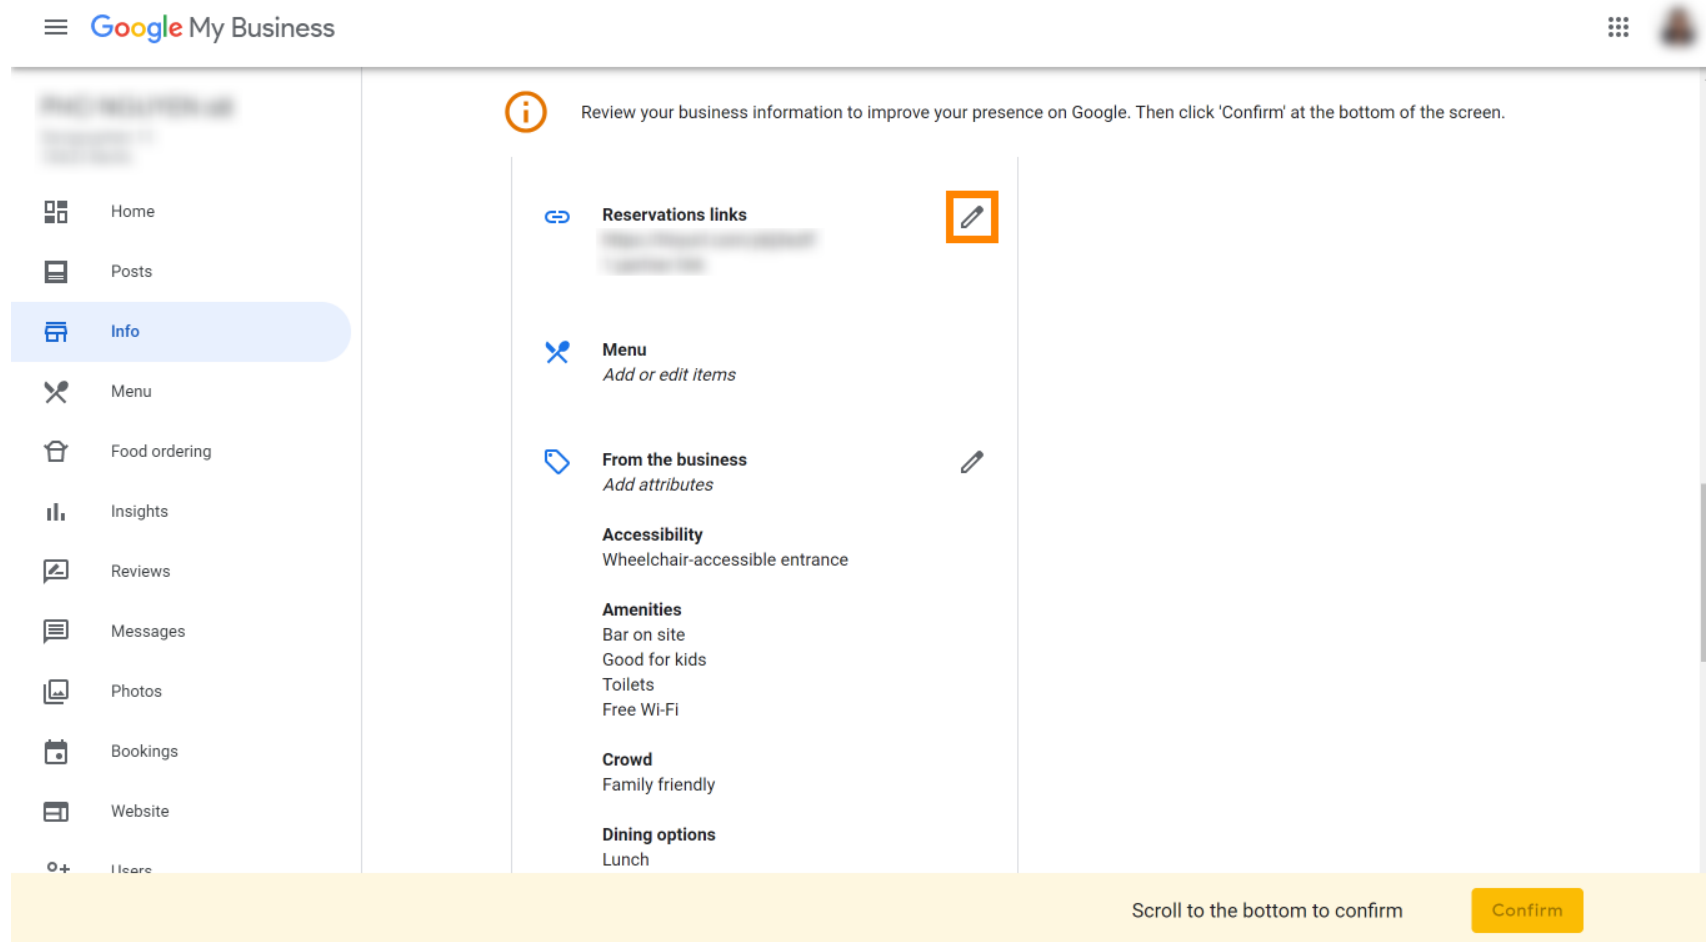 Google My Business
Review your business information to improve your presence on Google. Then click 'Confirm' at the bottom of the screen.
Home
Posts
Info
Menu
Food ordering
Insights
Reviews
Messages
Photos
Bookings
Website
Users
Reservations links
Menu
Add or edit items
From the business
Add attributes
Accessibility
Wheelchair-accessible entrance
Amenities
Bar on site
Good for kids
Toilets
Free Wi-Fi
Crowd
Family friendly
Dining options
Lunch
Scroll to the bottom to confirm
Confirm